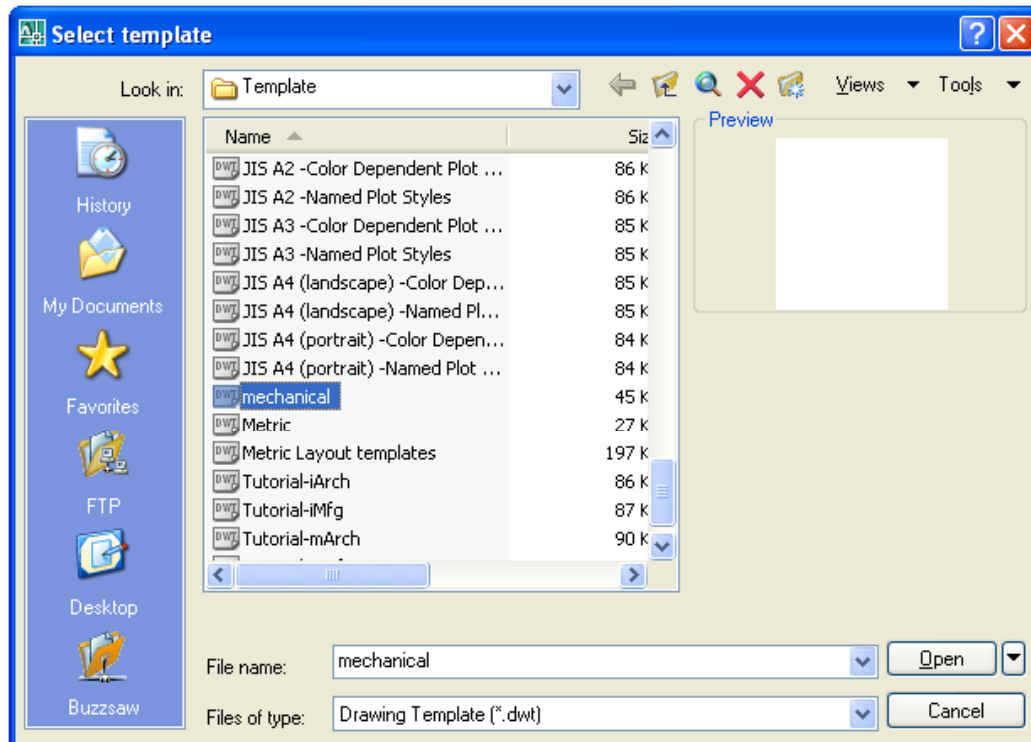 Select template
Look in: Template Views Tools
Name Siz
JIS A2 -Color Dependent Plot ... 86 K
JIS A2 -Named Plot Styles 86 K
JIS A3 -Color Dependent Plot ... 85 K
JIS A3 -Named Plot Styles 85 K
JIS A4 (landscape) -Color Dep... 85 K
JIS A4 (landscape) -Named Pl... 85 K
JIS A4 (portrait) -Color Depen... 84 K
JIS A4 (portrait) -Named Plot ... 84 K
mechanical 45 K
Metric 27 K
Metric Layout templates 197 K
Tutorial-iArch 86 K
Tutorial-iMfg 87 K
Tutorial-mArch 90 K
Preview
History
My Documents
Favorites
FTP
Desktop
Buzzsaw
File name: mechanical Open
Files of type: Drawing Template (*.dwt) Cancel